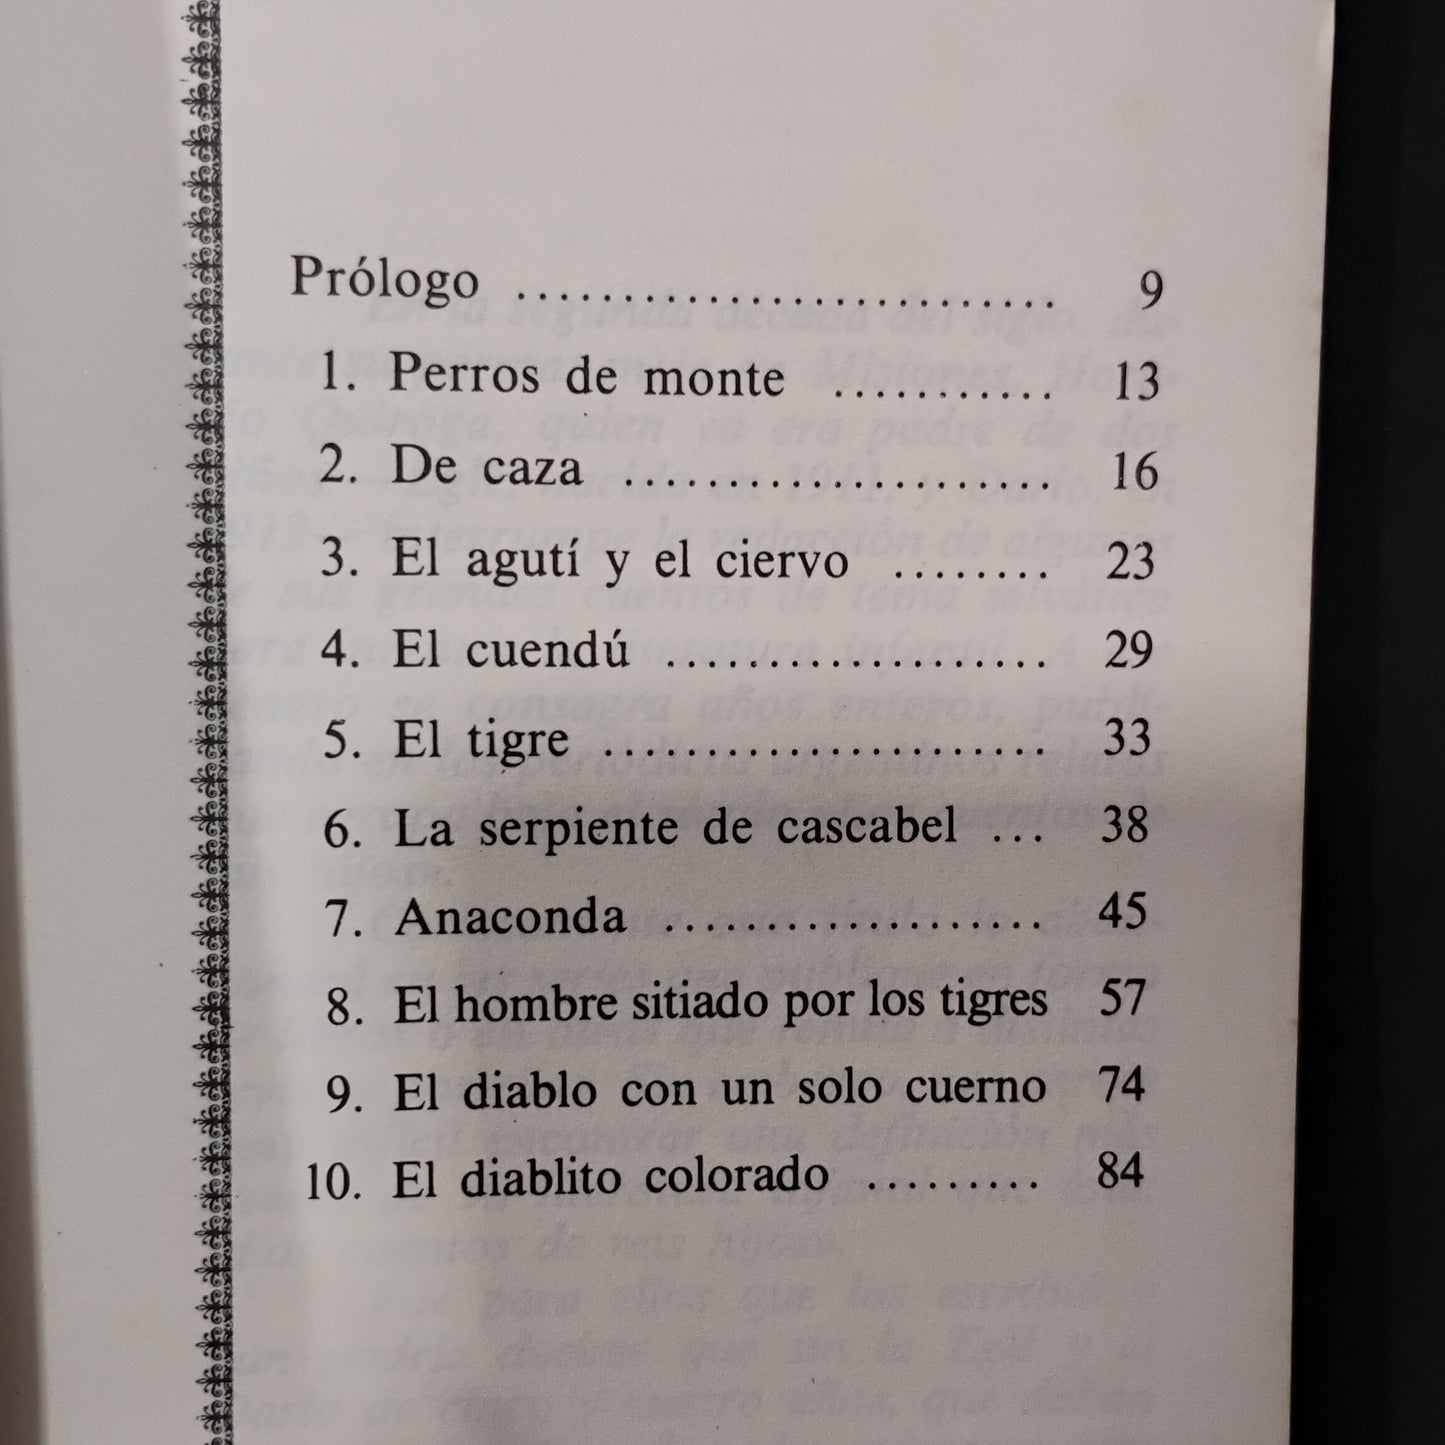 Prólogo .......................... 9
1. Perros de monte ........... 13
2. De caza ..................... 16
3. El agutí y el ciervo ........ 23
4. El cuendú ................... 29
5. El tigre ...................... 33
6. La serpiente de cascabel ... 38
7. Anaconda ................... 45
8. El hombre sitiado por los tigres 57
9. El diablo con un solo cuerno 74
10. El diablito colorado ......... 84